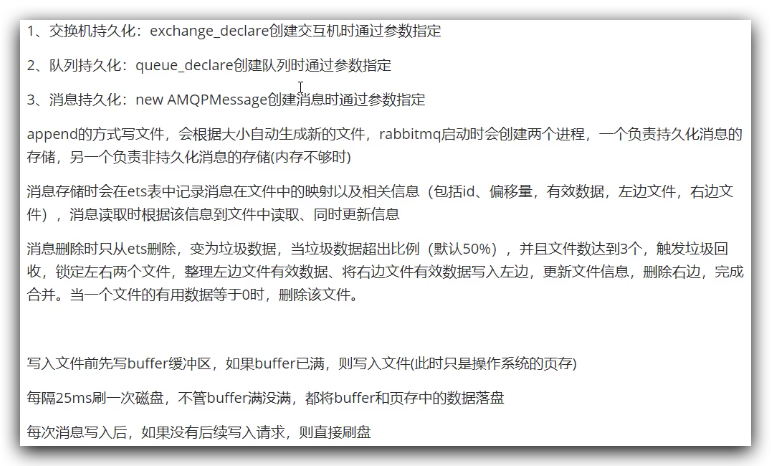 1、交换机持久化：exchange_declare创建交互机时通过参数指定
2、队列持久化：queue_declare创建队列时通过参数指定
3、消息持久化：new AMQPMessage创建消息时通过参数指定
append的方式写文件，会根据大小自动生成新的文件，rabbitmq启动时会创建两个进程，一个负责持久化消息的
存储，另一个负责非持久化消息的存储(内存不够时)
消息存储时会在ets表中记录消息在文件中的映射以及相关信息（包括id、偏移量，有效数据，左边文件，右边文
件），消息读取时根据该信息到文件中读取、同时更新信息
消息删除时只从ets删除，变为垃圾数据，当垃圾数据超出比例（默认50%），并且文件数达到3个，触发垃圾回
收，锁定左右两个文件，整理左边文件有效数据、将右边文件有效数据写入左边，更新文件信息，删除右边，完成
合并。当一个文件的有用数据等于0时，删除该文件。
写入文件前先写buffer缓冲区，如果buffer已满，则写入文件(此时只是操作系统的页存)
每隔25ms刷一次磁盘，不管buffer满没满，都将buffer和页存中的数据落盘
每次消息写入后，如果没有后续写入请求，则直接刷盘